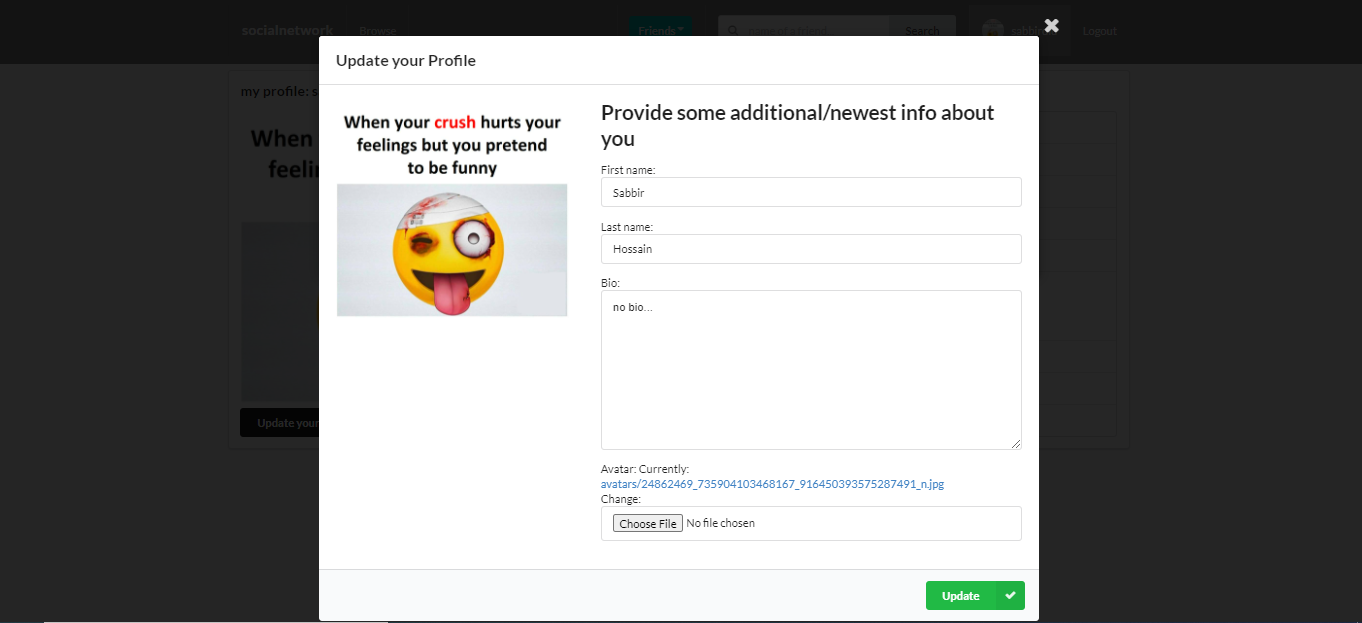 socialnetwork Browse Friends Search sabbir Logout
my profile: s
Update your Profile
When
feelin
When your crush hurts your
feelings but you pretend
to be funny
Provide some additional/newest info about
you
First name:
Sabbir
Last name:
Hossain
Bio:
no bio...
Update your
Avatar: Currently:
avatars/24862469_735904103468167_916450393575287491_n.jpg
Change:
Choose File No file chosen
Update